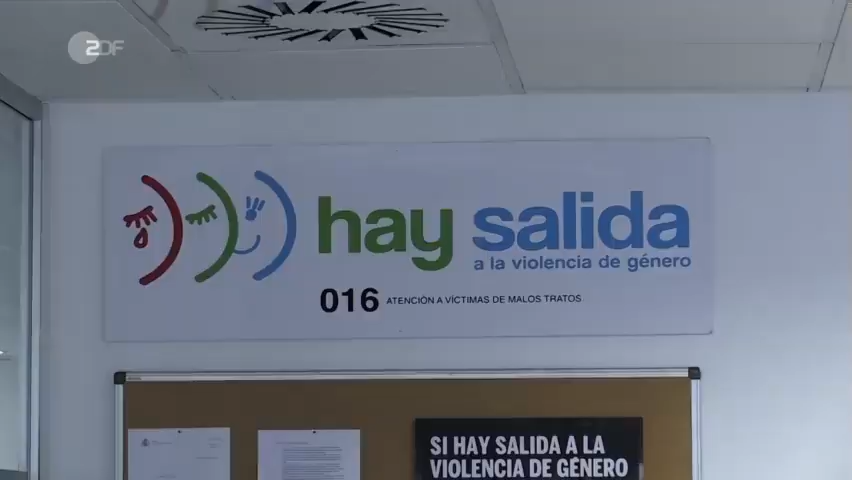 ZDF
hay salida
a la violencia de género
016 ATENCIÓN A VÍCTIMAS DE MALOS TRATOS
SI HAY SALIDA A LA
VIOLENCIA DE GÉNERO